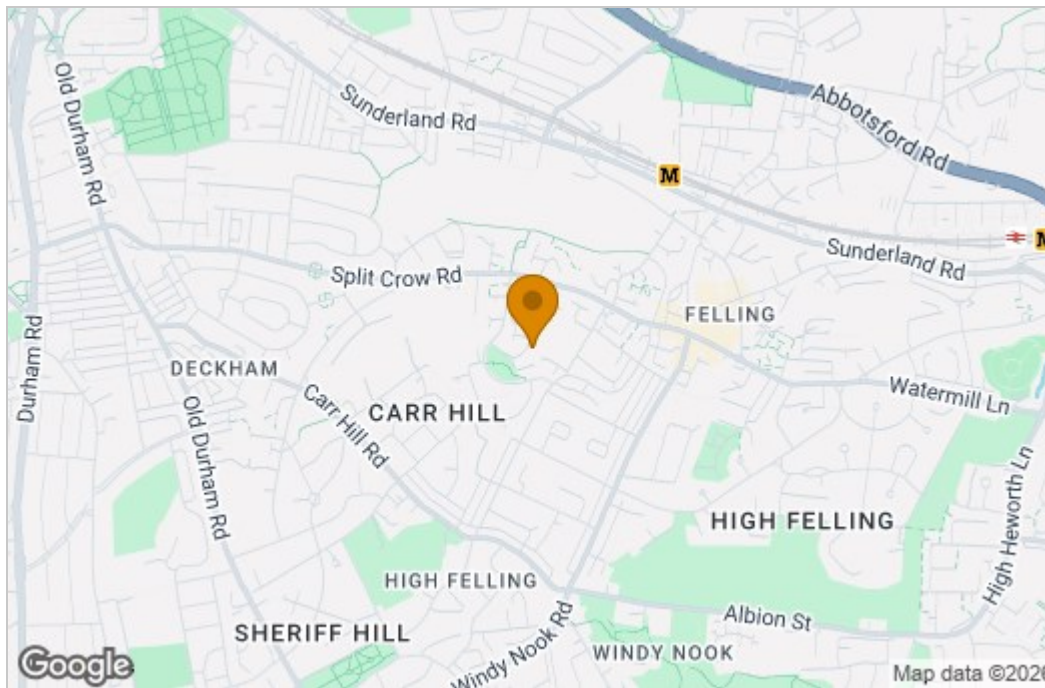 Old Durham Rd
Sunderland Rd
Abbotsford Rd
M
M
Sunderland Rd
Split Crow Rd
FELLING
DECKHAM
Durham Rd
Watermill Ln
CARR HILL
Carr Hill Rd
Old Durham Rd
HIGH FELLING
High Heworth Ln
HIGH FELLING
Albion St
SHERIFF HILL
WINDY NOOK
Windy Nook Rd
Google
Map data ©2026